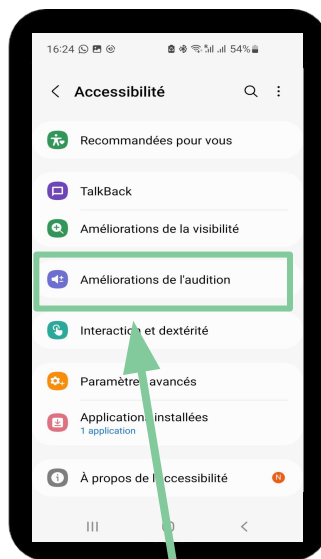 16:24 54%
Accessibilité
Recommandées pour vous
TalkBack
Améliorations de la visibilité
Améliorations de l'audition
Interaction et dextérité
Paramètres avancés
Applications installées
1 application
À propos de l'accessibilité N